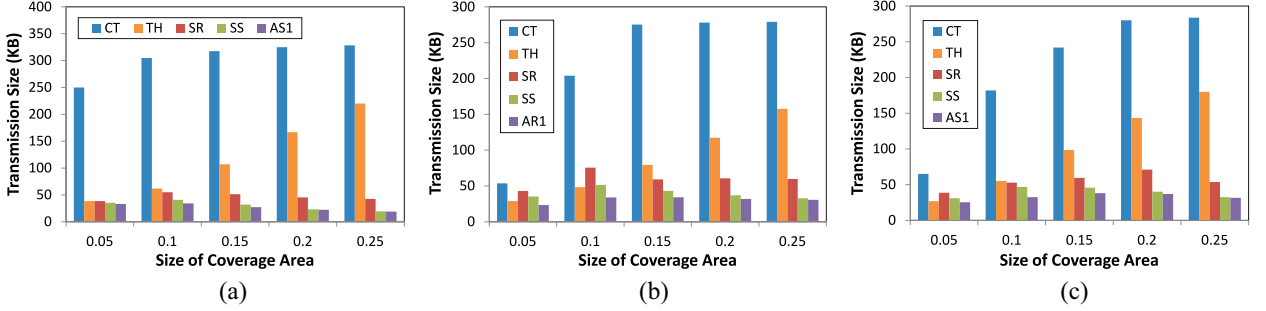 400
350
300
250
200
150
100
50
0
Transmission Size (KB)
CT TH SR SS AS1
0.05 0.1 0.15 0.2 0.25
Size of Coverage Area
(a)
300
250
200
150
100
50
0
Transmission Size (KB)
CT
TH
SR
SS
AR1
0.05 0.1 0.15 0.2 0.25
Size of Coverage Area
(b)
300
250
200
150
100
50
0
Transmission Size (KB)
CT
TH
SR
SS
AS1
0.05 0.1 0.15 0.2 0.25
Size of Coverage Area
(c)